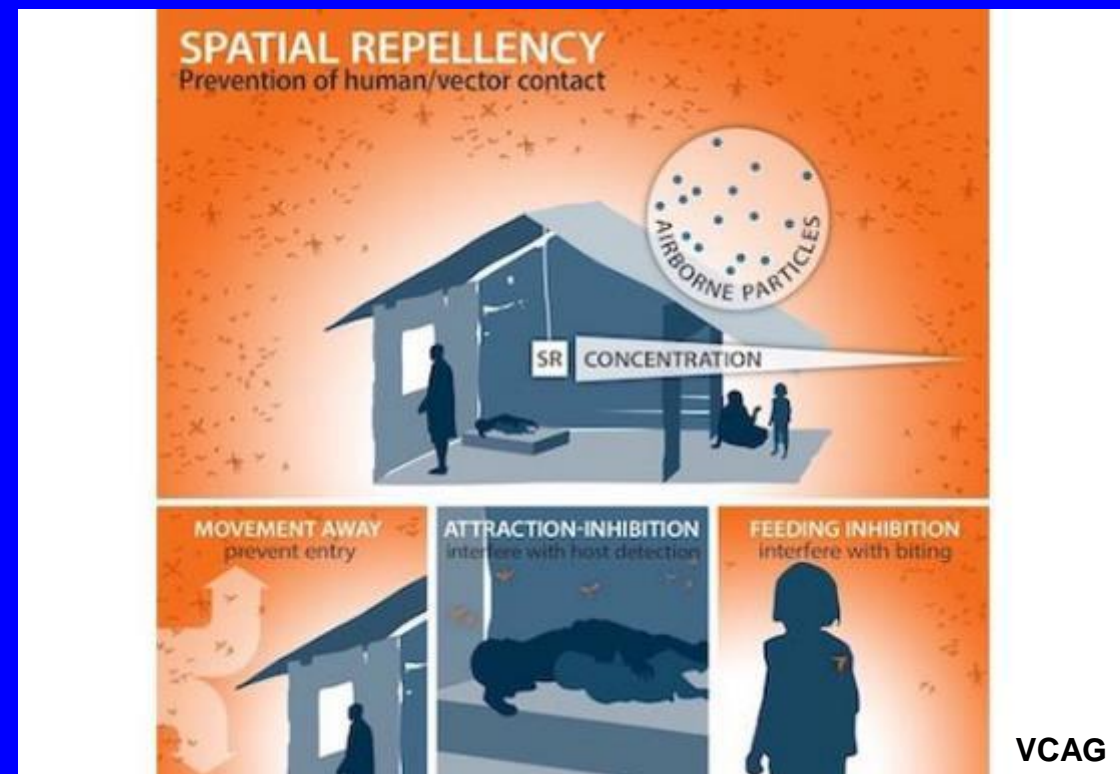 SPATIAL REPELLENCY
Prevention of human/vector contact
AIRBORNE PARTICLES
SR CONCENTRATION
MOVEMENT AWAY
prevent entry
ATTRACTION-INHIBITION
interfere with host detection
FEEDING INHIBITION
interfere with biting
VCAG